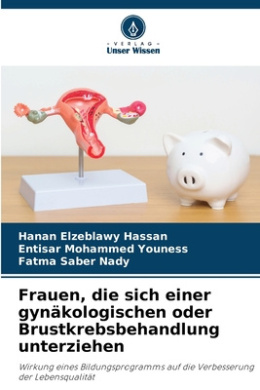 • VERLAG •
Unser Wissen
Hanan Elzeblawy Hassan
Entisar Mohammed Youness
Fatma Saber Nady
Frauen, die sich einer
gynäkologischen oder
Brustkrebsbehandlung
unterziehen
Wirkung eines Bildungsprogramms auf die Verbesserung
der Lebensqualität